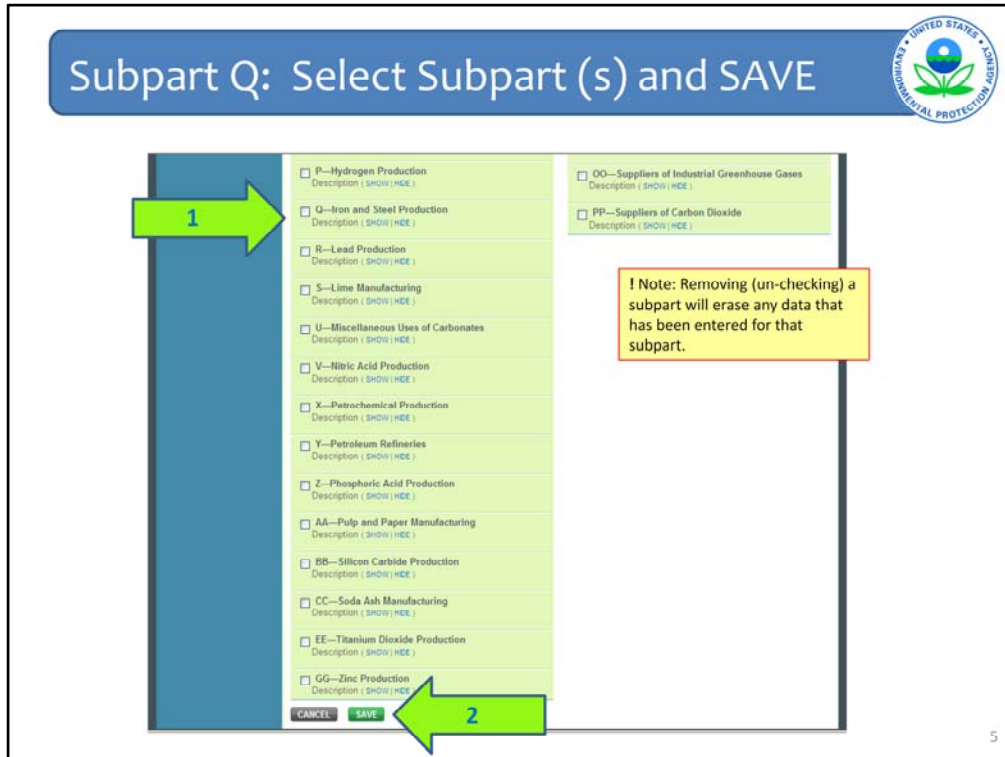 Subpart Q: Select Subpart (s) and SAVE
UNITED STATES
ENVIRONMENTAL PROTECTION AGENCY
P—Hydrogen Production
Description ( SHOW | HIDE )
1
Q—Iron and Steel Production
Description ( SHOW | HIDE )
R—Lead Production
Description ( SHOW | HIDE )
S—Lime Manufacturing
Description ( SHOW | HIDE )
U—Miscellaneous Uses of Carbonates
Description ( SHOW | HIDE )
V—Nitric Acid Production
Description ( SHOW | HIDE )
X—Petrochemical Production
Description ( SHOW | HIDE )
Y—Petroleum Refineries
Description ( SHOW | HIDE )
Z—Phosphoric Acid Production
Description ( SHOW | HIDE )
AA—Pulp and Paper Manufacturing
Description ( SHOW | HIDE )
BB—Silicon Carbide Production
Description ( SHOW | HIDE )
CC—Soda Ash Manufacturing
Description ( SHOW | HIDE )
EE—Titanium Dioxide Production
Description ( SHOW | HIDE )
GG—Zinc Production
Description ( SHOW | HIDE )
CANCEL SAVE
2
OO—Suppliers of Industrial Greenhouse Gases
Description ( SHOW | HIDE )
PP—Suppliers of Carbon Dioxide
Description ( SHOW | HIDE )
! Note: Removing (un-checking) a
subpart will erase any data that
has been entered for that
subpart.
5